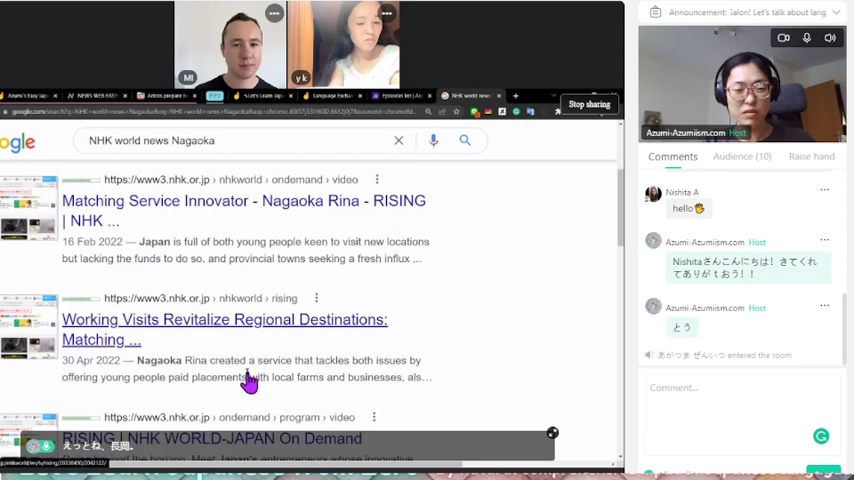 Announcement: Salon! Let's talk about lang
MI
y k
Azumi's Easy Jap
NEWS WEB EAS
Artists prepare
"Let's Learn Jap
Language Exchan
Episodes list | A
NHK world news
Stop sharing
ogle
NHK world news Nagaoka
https://www3.nhk.or.jp › nhkworld › ondemand › video
Matching Service Innovator - Nagaoka Rina - RISING
| NHK ...
16 Feb 2022 — Japan is full of both young people keen to visit new locations
but lacking the funds to do so, and provincial towns seeking a fresh influx ...
https://www3.nhk.or.jp › nhkworld › rising
Working Visits Revitalize Regional Destinations:
Matching ...
30 Apr 2022 — Nagaoka Rina created a service that tackles both issues by
offering young people paid placements with local farms and businesses, als...
https://www3.nhk.or.jp › ondemand › program › video
RISING | NHK WORLD-JAPAN On Demand
えっとね、長岡。
Azumi-Azumiism.com Host
Comments
Audience (10)
Raise hand
Nishita A
hello👋
Azumi-Azumiism.com Host
Nishitaさんこんにちは! きてくれ
てありがtおう!!
Azumi-Azumiism.com Host
とう
あがつま ぜんいつ entered the room
Comment...